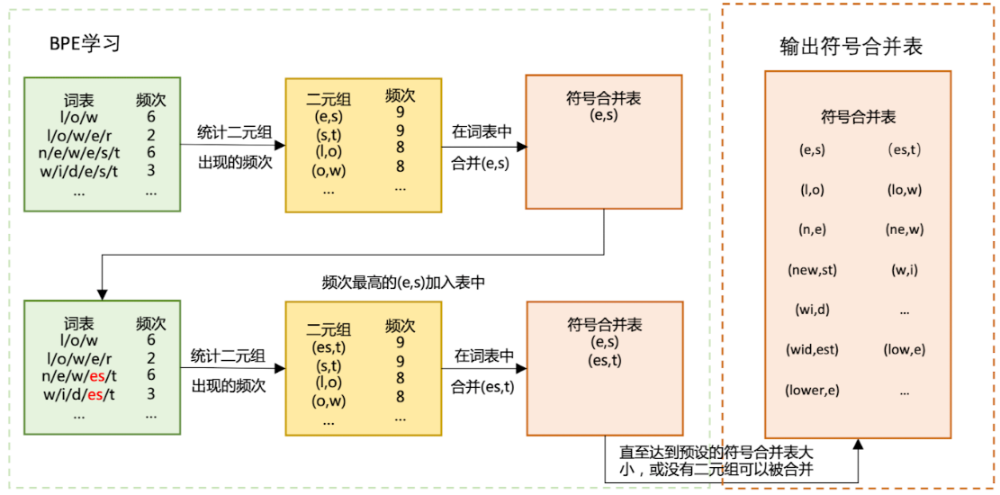 BPE学习
词表 频次
l/o/w 6
l/o/w/e/r 2
n/e/w/e/s/t 6
w/i/d/e/s/t 3
... ...
统计二元组
出现的频次
二元组 频次
(e,s) 9
(s,t) 9
(l,o) 8
(o,w) 8
... ...
在词表中
合并(e,s)
符号合并表
(e,s)
频次最高的(e,s)加入表中
词表 频次
l/o/w 6
l/o/w/e/r 2
n/e/w/es/t 6
w/i/d/es/t 3
... ...
统计二元组
出现的频次
二元组 频次
(es,t) 9
(s,t) 9
(l,o) 8
(o,w) 8
... ...
在词表中
合并(es,t)
符号合并表
(e,s)
(es,t)
直至达到预设的符号合并表大
小，或没有二元组可以被合并
输出符号合并表
符号合并表
(e,s) (es,t)
(l,o) (lo,w)
(n,e) (ne,w)
(new,st) (w,i)
(wi,d) ...
(wid,est) (low,e)
(lower,e) ...